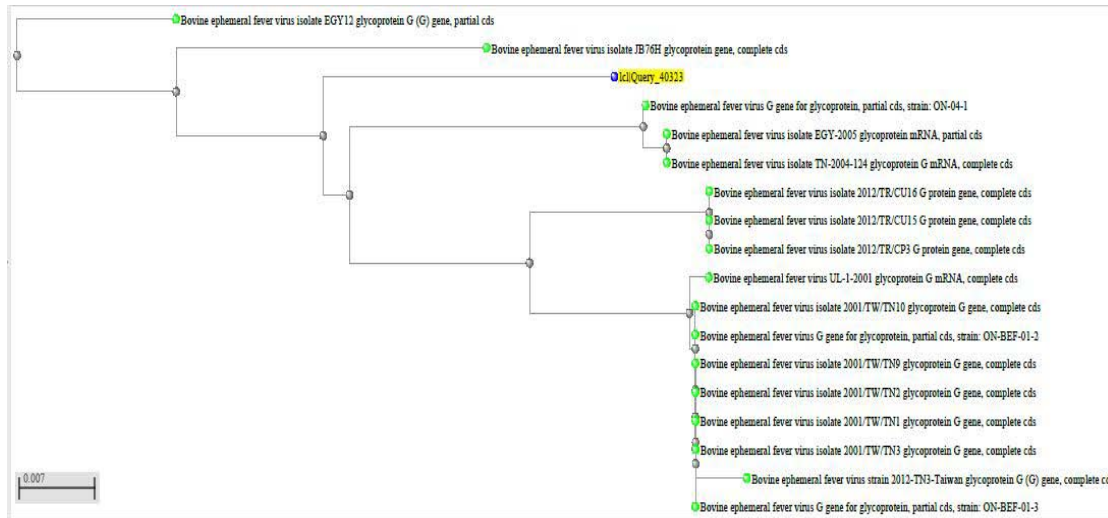 Bovine ephemeral fever virus isolate EGY12 glycoprotein G (G) gene, partial cds
Bovine ephemeral fever virus isolate JB76H glycoprotein gene, complete cds
lcl|Query_40323
Bovine ephemeral fever virus G gene for glycoprotein, partial cds, strain: ON-04-1
Bovine ephemeral fever virus isolate EGY-2005 glycoprotein mRNA, partial cds
Bovine ephemeral fever virus isolate TN-2004-124 glycoprotein G mRNA, complete cds
Bovine ephemeral fever virus isolate 2012/TR/CU16 G protein gene, complete cds
Bovine ephemeral fever virus isolate 2012/TR/CU15 G protein gene, complete cds
Bovine ephemeral fever virus isolate 2012/TR/CP3 G protein gene, complete cds
Bovine ephemeral fever virus UL-1-2001 glycoprotein G mRNA, complete cds
Bovine ephemeral fever virus isolate 2001/TW/TN10 glycoprotein G gene, complete cds
Bovine ephemeral fever virus G gene for glycoprotein, partial cds, strain: ON-BEF-01-2
Bovine ephemeral fever virus isolate 2001/TW/TN9 glycoprotein G gene, complete cds
Bovine ephemeral fever virus isolate 2001/TW/TN2 glycoprotein G gene, complete cds
Bovine ephemeral fever virus isolate 2001/TW/TN1 glycoprotein G gene, complete cds
Bovine ephemeral fever virus isolate 2001/TW/TN3 glycoprotein G gene, complete cds
0.007
Bovine ephemeral fever virus strain 2012-TN3-Taiwan glycoprotein G (G) gene, complete cd
Bovine ephemeral fever virus G gene for glycoprotein, partial cds, strain: ON-BEF-01-3